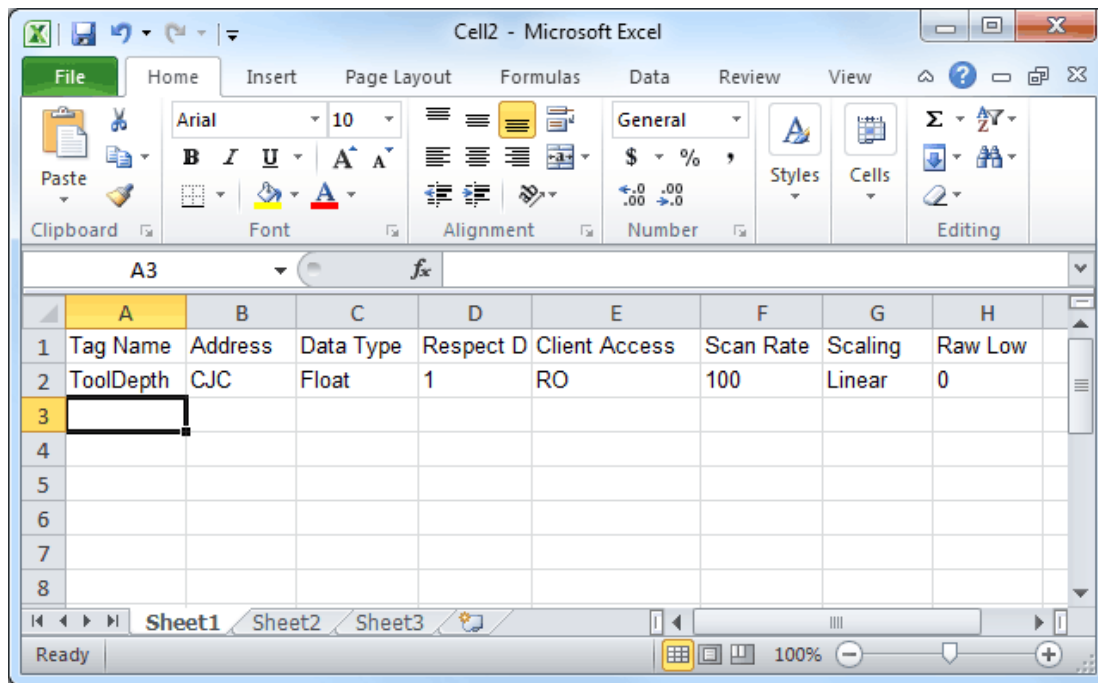 Cell2 - Microsoft Excel
File Home Insert Page Layout Formulas Data Review View
Arial 10 General
B I U A A $ % , Styles Cells
Paste
Clipboard Font Alignment Number Editing
A3 fx
A B C D E F G H
1 Tag Name Address Data Type Respect D Client Access Scan Rate Scaling Raw Low
2 ToolDepth CJC Float 1 RO 100 Linear 0
3
4
5
6
7
8
Sheet1 Sheet2 Sheet3
Ready 100%